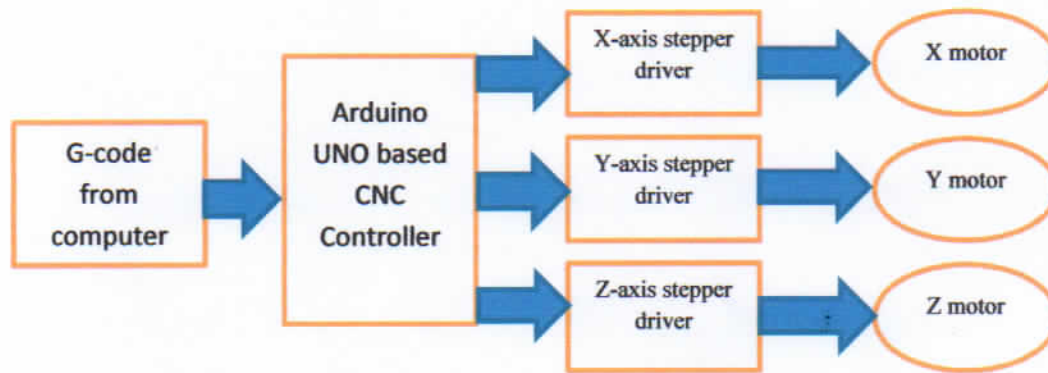 G-code
from
computer
Arduino
UNO based
CNC
Controller
X-axis stepper
driver
X motor
Y-axis stepper
driver
Y motor
Z-axis stepper
driver
Z motor